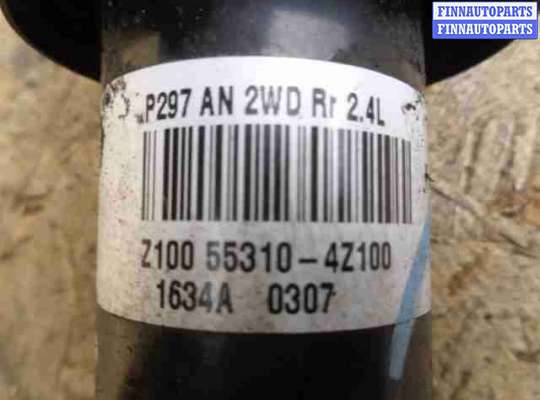 FINNAUTOPARTS
FINNAUTOPARTS
P297 AN 2WD Rr 2.4L
Z100 55310-4Z100
1634A 0307